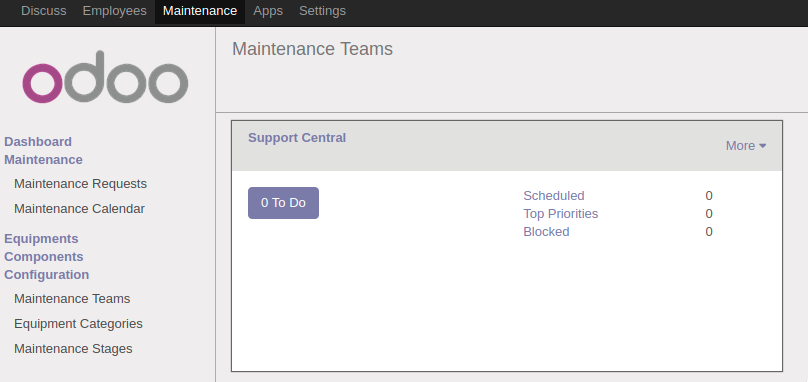 Discuss Employees Maintenance Apps Settings
odoo
Dashboard
Maintenance
Maintenance Requests
Maintenance Calendar
Equipments
Components
Configuration
Maintenance Teams
Equipment Categories
Maintenance Stages
Maintenance Teams
Support Central
More
0 To Do
Scheduled 0
Top Priorities 0
Blocked 0